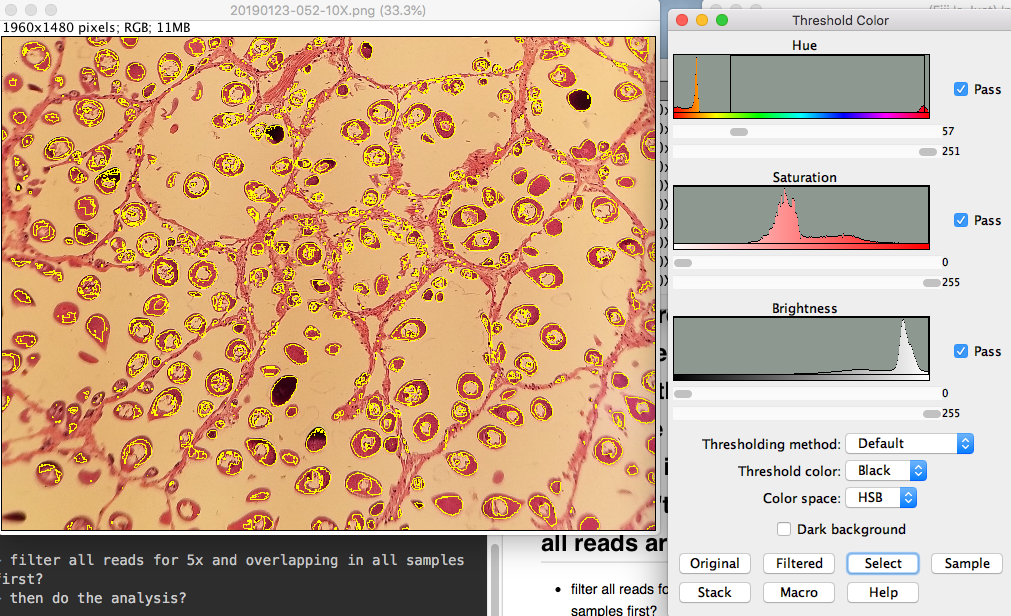 20190123-052-10X.png (33.3%)
1960x1480 pixels; RGB; 11MB
Threshold Color
Hue
Pass
57
251
Saturation
Pass
0
255
Brightness
Pass
0
255
Thresholding method: Default
Threshold color: Black
Color space: HSB
Dark background
Original Filtered Select Sample
Stack Macro Help
filter all reads for 5x and overlapping in all samples
first?
then do the analysis?
all reads ar
• filter all reads fo
samples first?